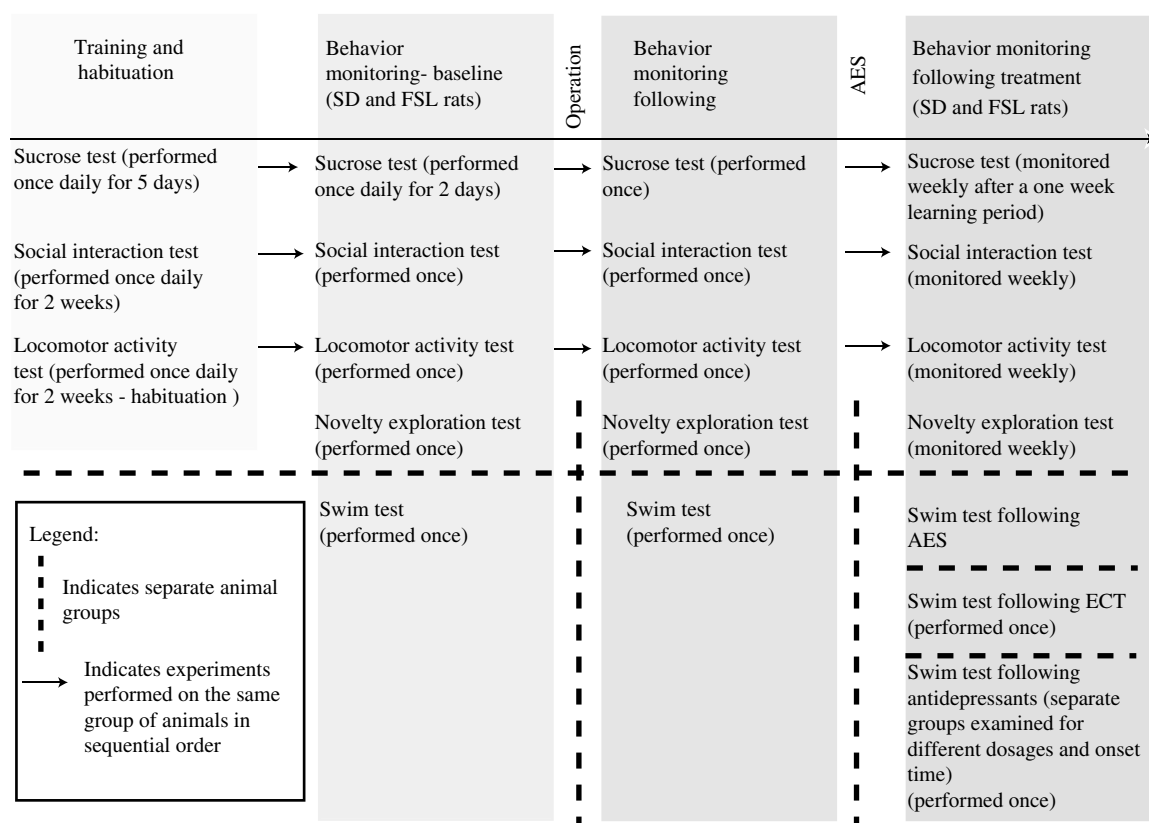 Training and
habituation
Behavior
monitoring- baseline
(SD and FSL rats)
Operation
Behavior
monitoring
following
AES
Behavior monitoring
following treatment
(SD and FSL rats)
Sucrose test (performed
once daily for 5 days)
Sucrose test (performed
once daily for 2 days)
Sucrose test (performed
once)
Sucrose test (monitored
weekly after a one week
learning period)
Social interaction test
(performed once daily
for 2 weeks)
Social interaction test
(performed once)
Social interaction test
(performed once)
Social interaction test
(monitored weekly)
Locomotor activity
test (performed once daily
for 2 weeks - habituation )
Locomotor activity test
(performed once)
Locomotor activity test
(performed once)
Locomotor activity test
(monitored weekly)
Novelty exploration test
(performed once)
Novelty exploration test
(performed once)
Novelty exploration test
(monitored weekly)
Legend:
Indicates separate animal
groups
Indicates experiments
performed on the same
group of animals in
sequential order
Swim test
(performed once)
Swim test
(performed once)
Swim test following
AES
Swim test following ECT
(performed once)
Swim test following
antidepressants (separate
groups examined for
different dosages and onset
time)
(performed once)